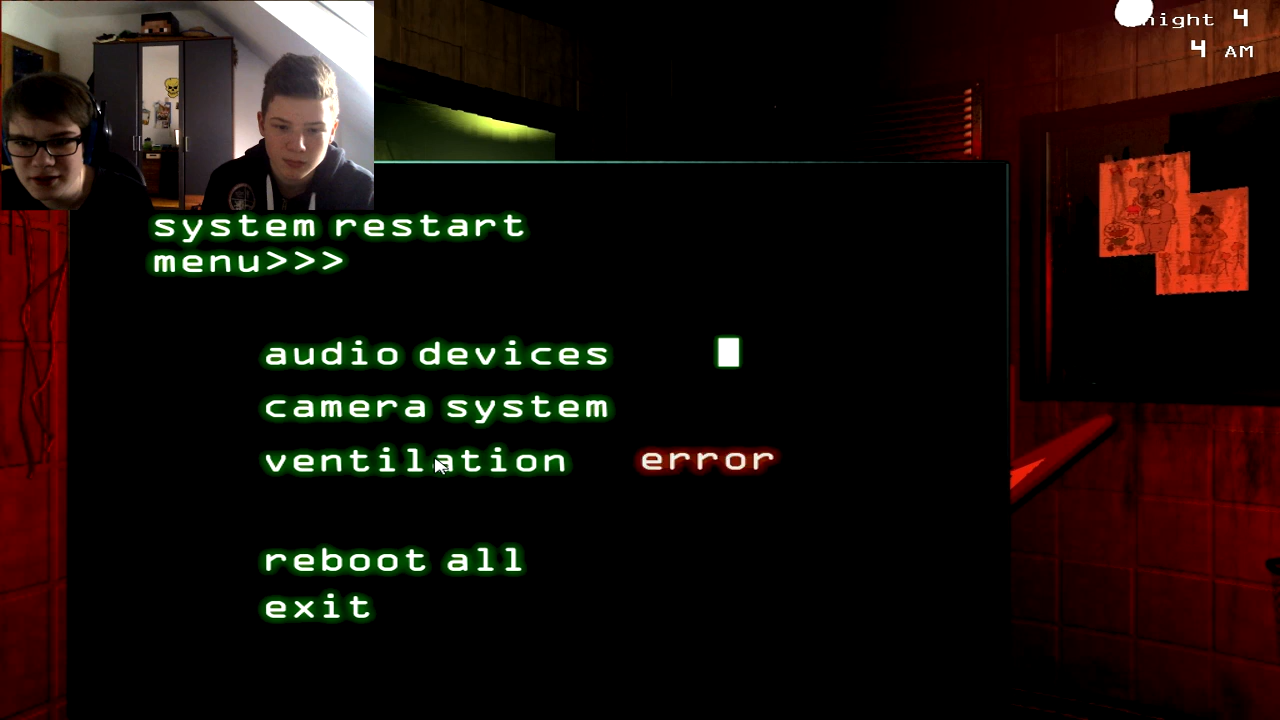 night 4
4 AM
system restart
menu>>>
audio devices
camera system
ventilation error
reboot all
exit